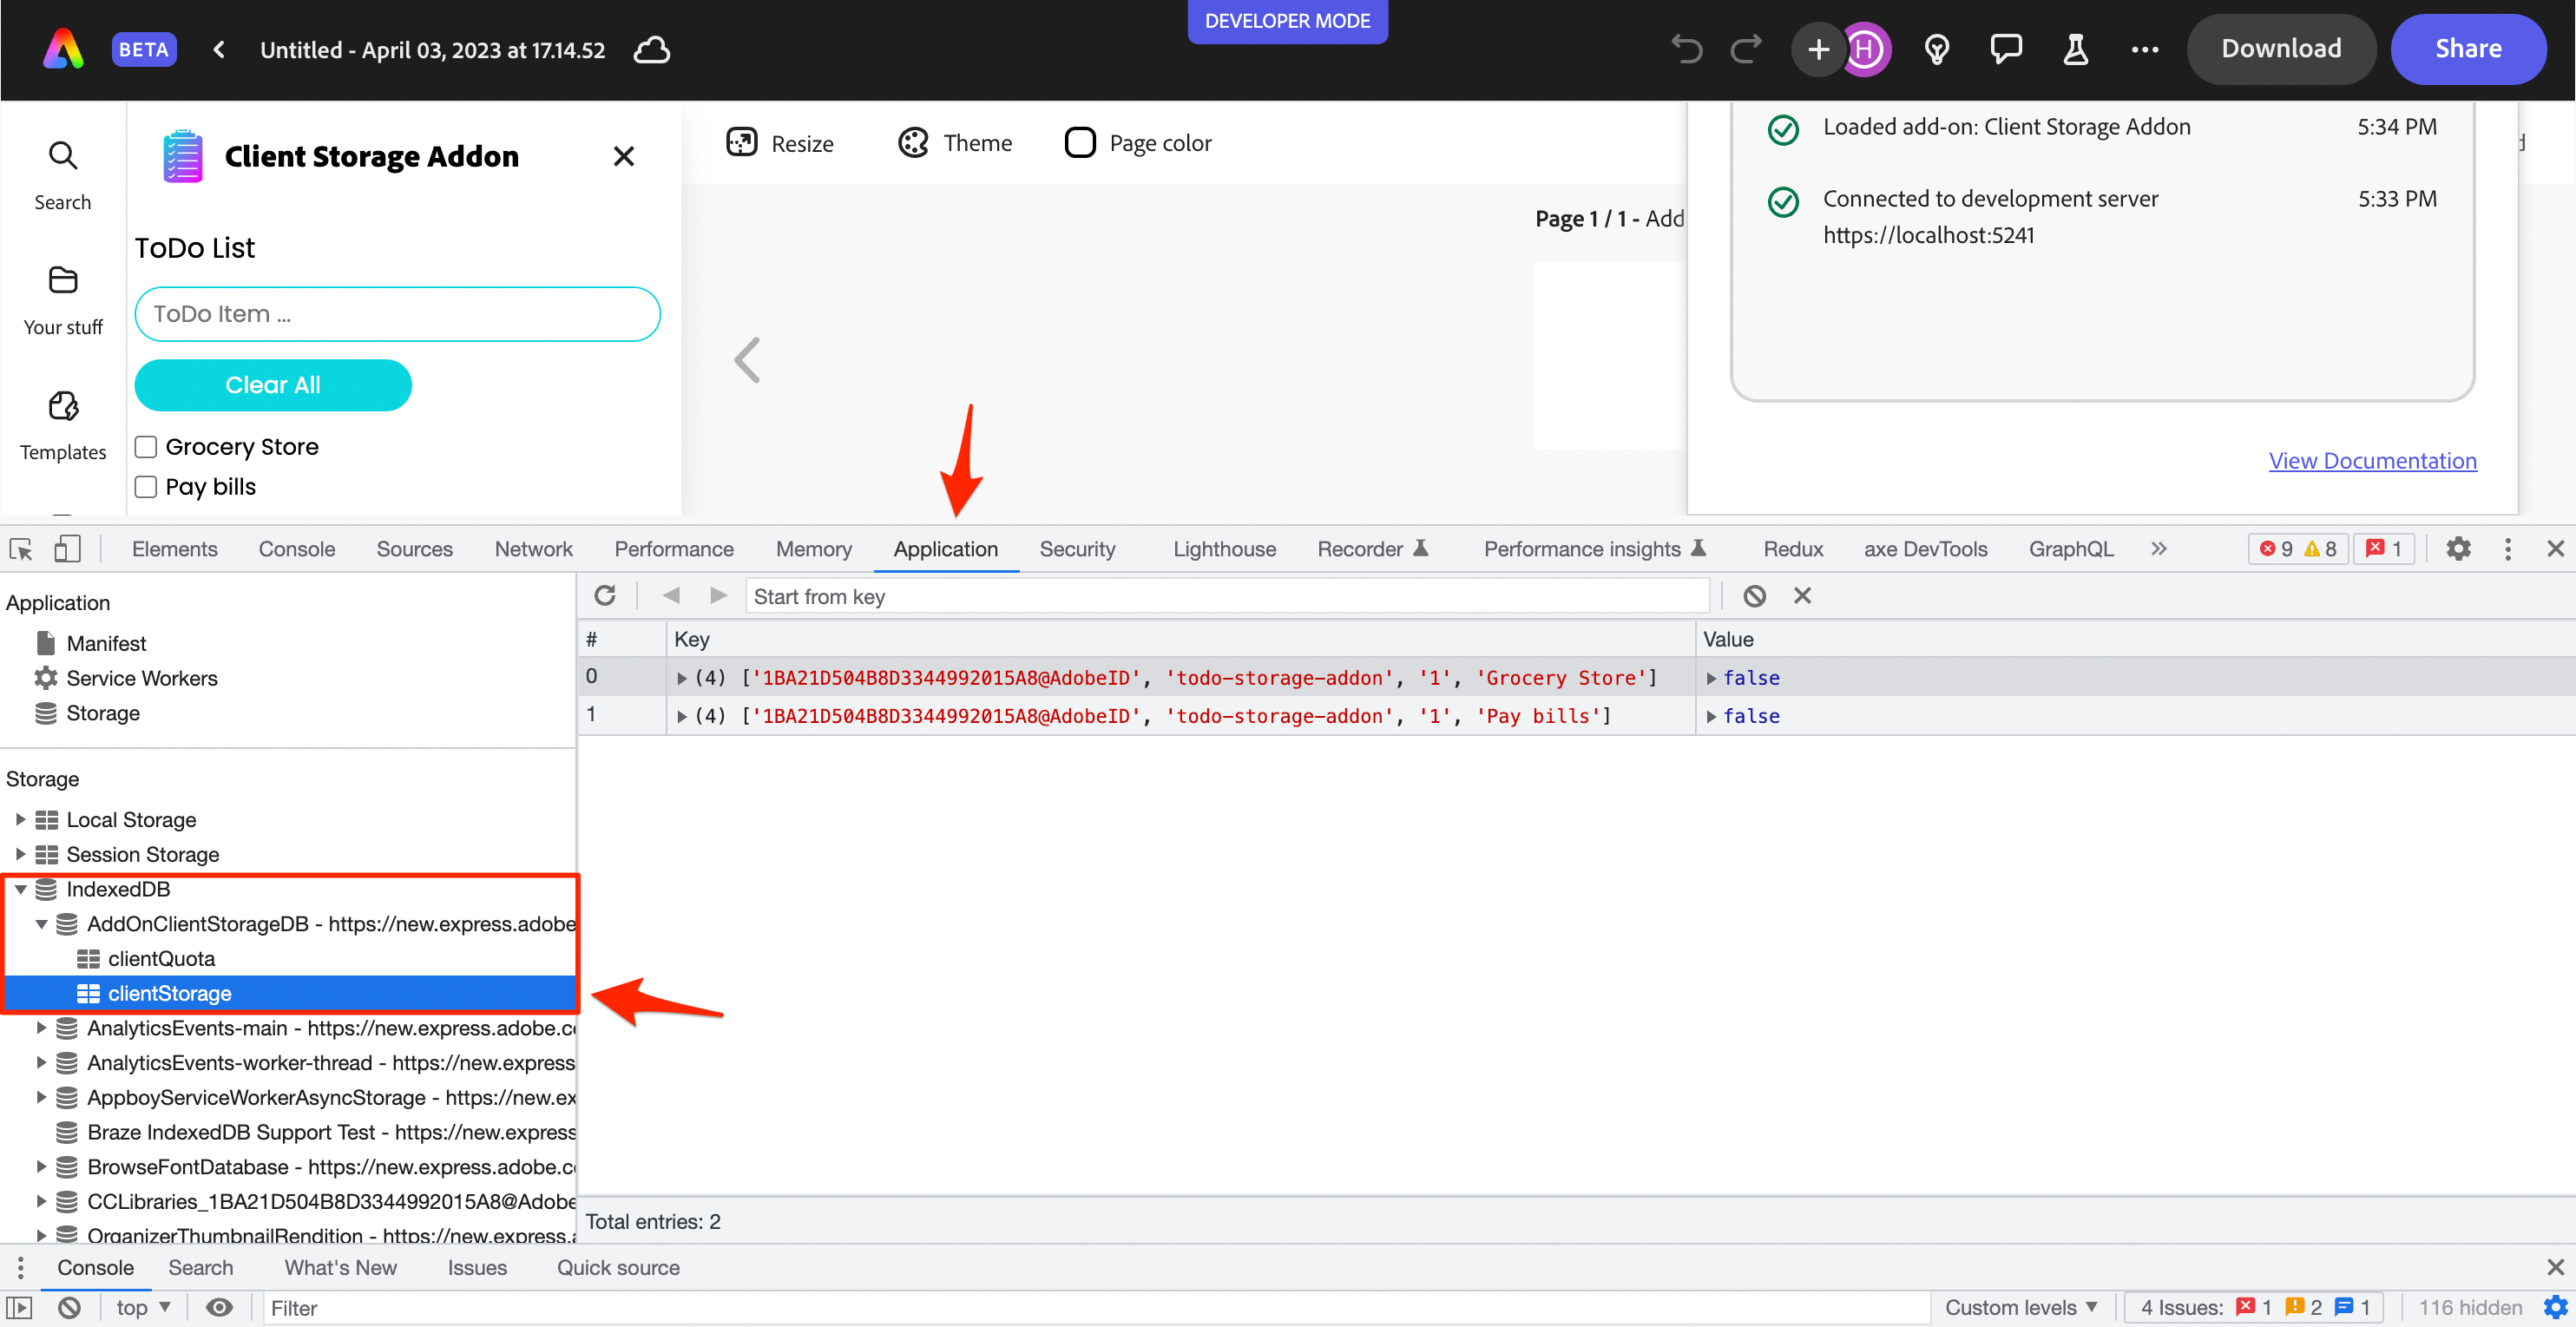 DEVELOPER MODE
BETA
Untitled - April 03, 2023 at 17.14.52
H
Download
Share
Search
Your stuff
Templates
Client Storage Addon
ToDo List
ToDo Item ...
Clear All
Grocery Store
Pay bills
Resize
Theme
Page color
Page 1 / 1 - Add
Loaded add-on: Client Storage Addon 5:34 PM
Connected to development server 5:33 PM
https://localhost:5241
View Documentation
Elements Console Sources Network Performance Memory Application Security Lighthouse Recorder Performance insights Redux axe DevTools GraphQL » 9 8 1
Application
Manifest
Service Workers
Storage
Storage
Local Storage
Session Storage
IndexedDB
AddOnClientStorageDB - https://new.express.adobe
clientQuota
clientStorage
AnalyticsEvents-main - https://new.express.adobe.c
AnalyticsEvents-worker-thread - https://new.express
AppboyServiceWorkerAsyncStorage - https://new.ex
Braze IndexedDB Support Test - https://new.express
BrowseFontDatabase - https://new.express.adobe.c
CCLibraries_1BA21D504B8D3344992015A8@Adobe
OrganizerThumbnailRendition - https://new.express.
Start from key
# Key Value
0 (4) ['1BA21D504B8D3344992015A8@AdobeID', 'todo-storage-addon', '1', 'Grocery Store'] false
1 (4) ['1BA21D504B8D3344992015A8@AdobeID', 'todo-storage-addon', '1', 'Pay bills'] false
Total entries: 2
Console Search What's New Issues Quick source
top Filter Custom levels 4 Issues: 1 2 1 116 hidden